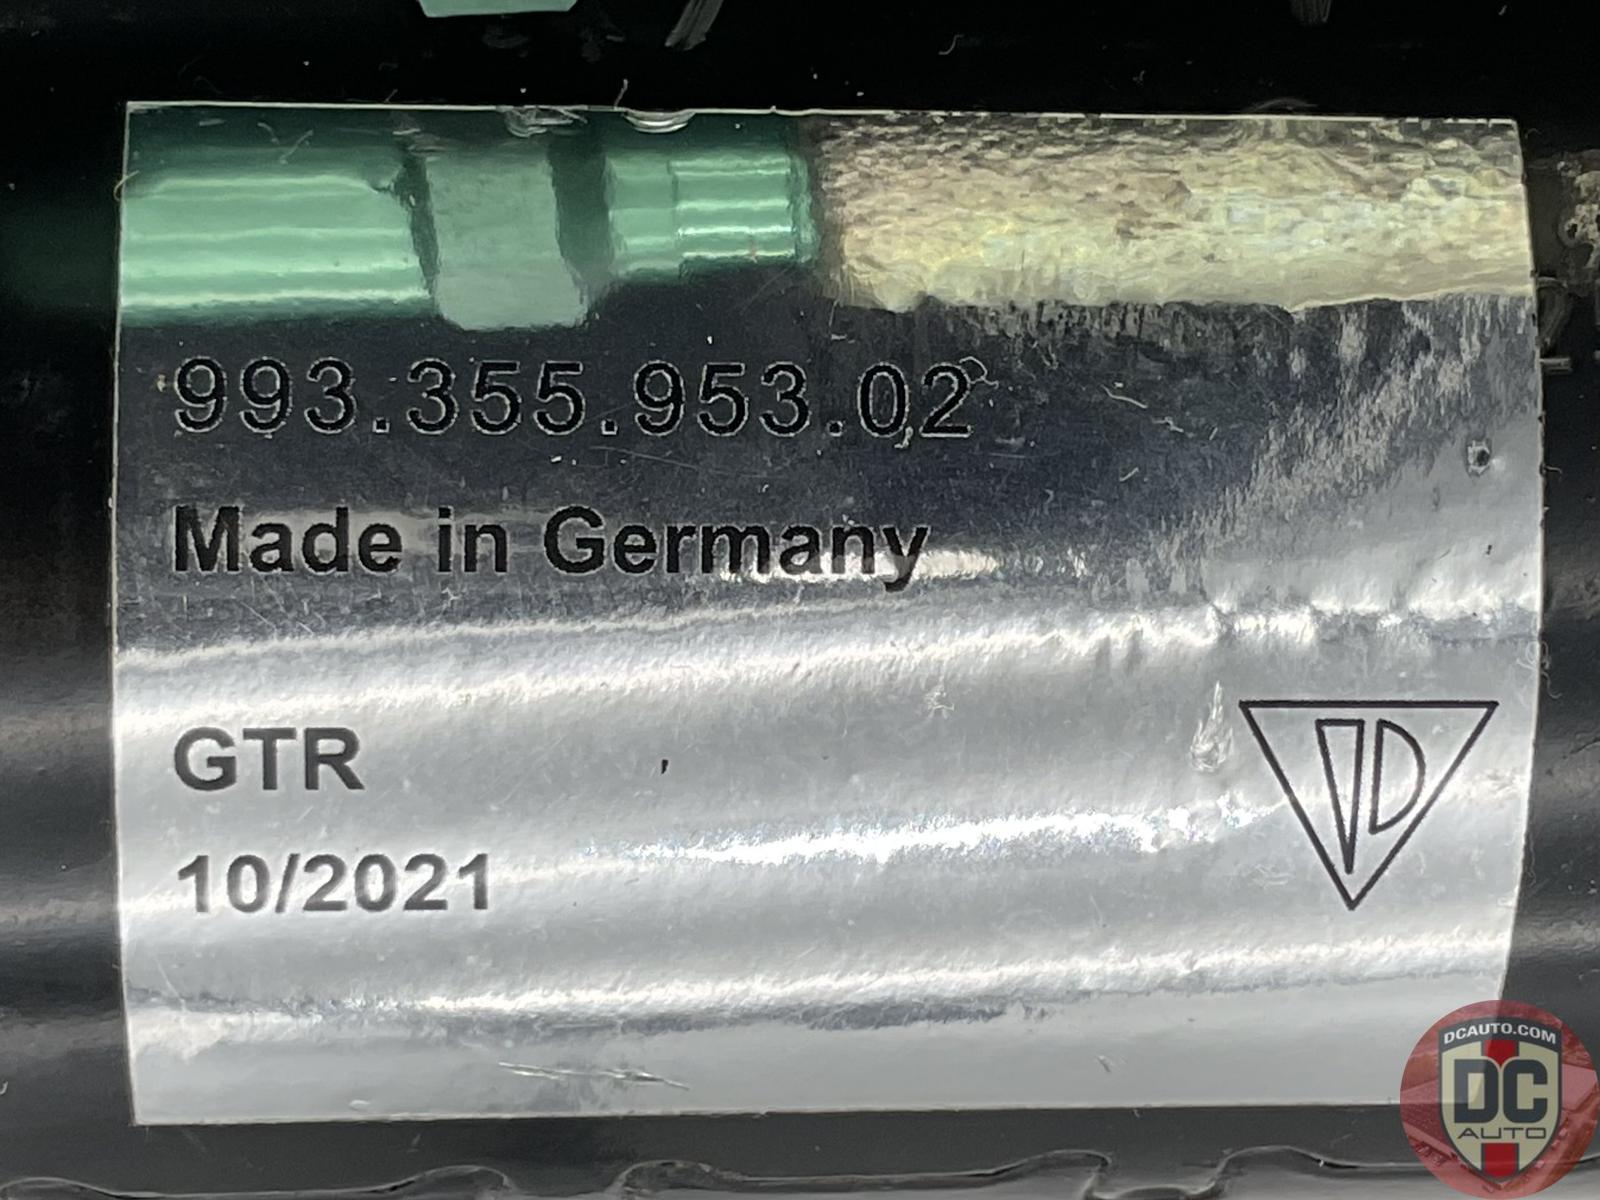 993.355.953.02
Made in Germany
GTR
10/2021
DCAUTO.COM
DC
AUTO